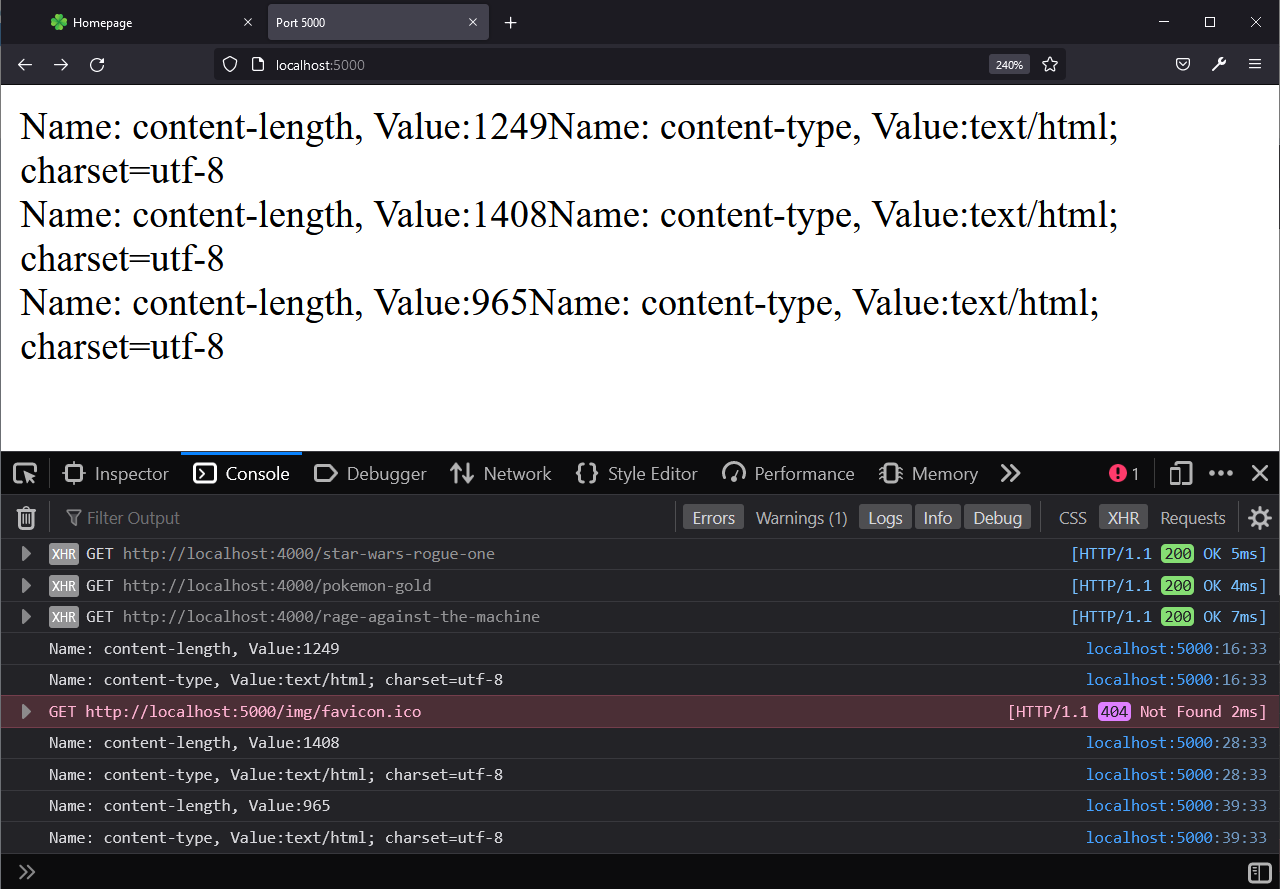 Homepage
Port 5000
localhost:5000
240%
Name: content-length, Value:1249Name: content-type, Value:text/html;
charset=utf-8
Name: content-length, Value:1408Name: content-type, Value:text/html;
charset=utf-8
Name: content-length, Value:965Name: content-type, Value:text/html;
charset=utf-8
Inspector Console Debugger Network Style Editor Performance Memory 1
Filter Output Errors Warnings (1) Logs Info Debug CSS XHR Requests
XHR GET http://localhost:4000/star-wars-rogue-one [HTTP/1.1 200 OK 5ms]
XHR GET http://localhost:4000/pokemon-gold [HTTP/1.1 200 OK 4ms]
XHR GET http://localhost:4000/rage-against-the-machine [HTTP/1.1 200 OK 7ms]
Name: content-length, Value:1249 localhost:5000:16:33
Name: content-type, Value:text/html; charset=utf-8 localhost:5000:16:33
GET http://localhost:5000/img/favicon.ico [HTTP/1.1 404 Not Found 2ms]
Name: content-length, Value:1408 localhost:5000:28:33
Name: content-type, Value:text/html; charset=utf-8 localhost:5000:28:33
Name: content-length, Value:965 localhost:5000:39:33
Name: content-type, Value:text/html; charset=utf-8 localhost:5000:39:33